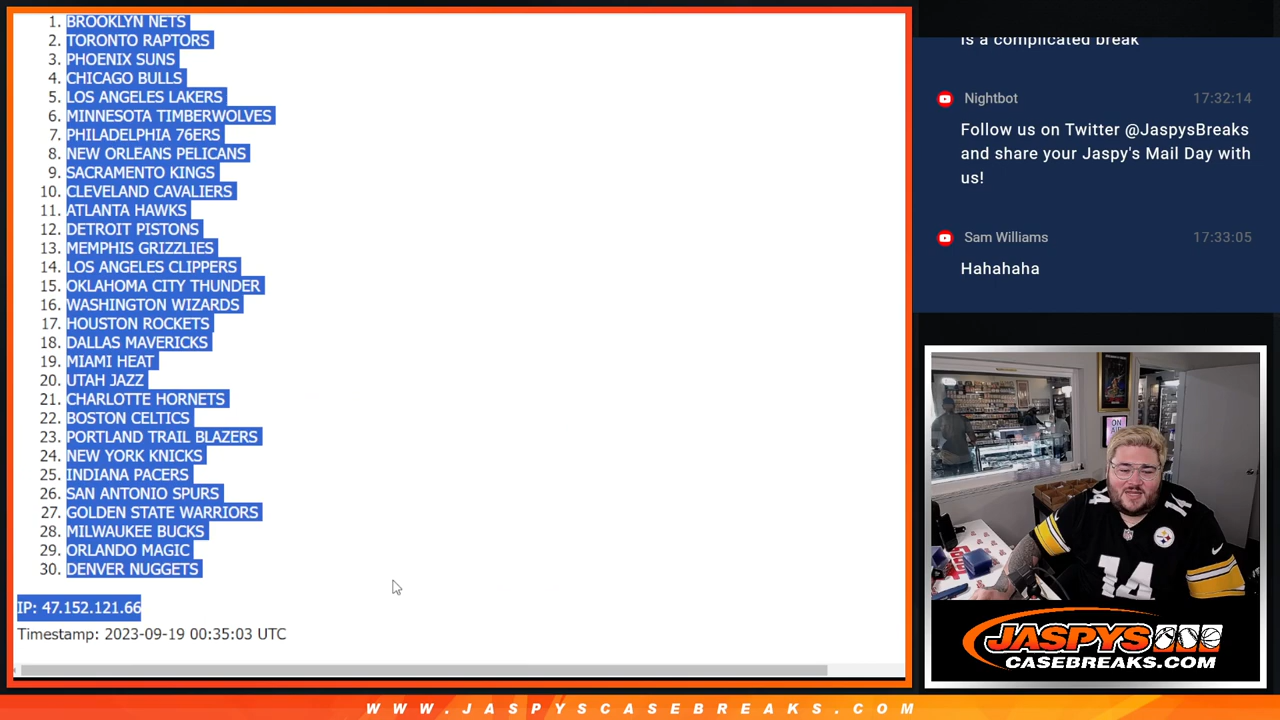 1. BROOKLYN NETS
2. TORONTO RAPTORS
3. PHOENIX SUNS
4. CHICAGO BULLS
5. LOS ANGELES LAKERS
6. MINNESOTA TIMBERWOLVES
7. PHILADELPHIA 76ERS
8. NEW ORLEANS PELICANS
9. SACRAMENTO KINGS
10. CLEVELAND CAVALIERS
11. ATLANTA HAWKS
12. DETROIT PISTONS
13. MEMPHIS GRIZZLIES
14. LOS ANGELES CLIPPERS
15. OKLAHOMA CITY THUNDER
16. WASHINGTON WIZARDS
17. HOUSTON ROCKETS
18. DALLAS MAVERICKS
19. MIAMI HEAT
20. UTAH JAZZ
21. CHARLOTTE HORNETS
22. BOSTON CELTICS
23. PORTLAND TRAIL BLAZERS
24. NEW YORK KNICKS
25. INDIANA PACERS
26. SAN ANTONIO SPURS
27. GOLDEN STATE WARRIORS
28. MILWAUKEE BUCKS
29. ORLANDO MAGIC
30. DENVER NUGGETS
IP: 47.152.121.66
Timestamp: 2023-09-19 00:35:03 UTC
is a complicated break
Nightbot 17:32:14
Follow us on Twitter @JaspysBreaks
and share your Jaspy's Mail Day with
us!
Sam Williams 17:33:05
Hahahaha
ON
AIR
14
14
JASPYS
CASEBREAKS.COM
WWW.JASPYSCASEBREAKS.COM